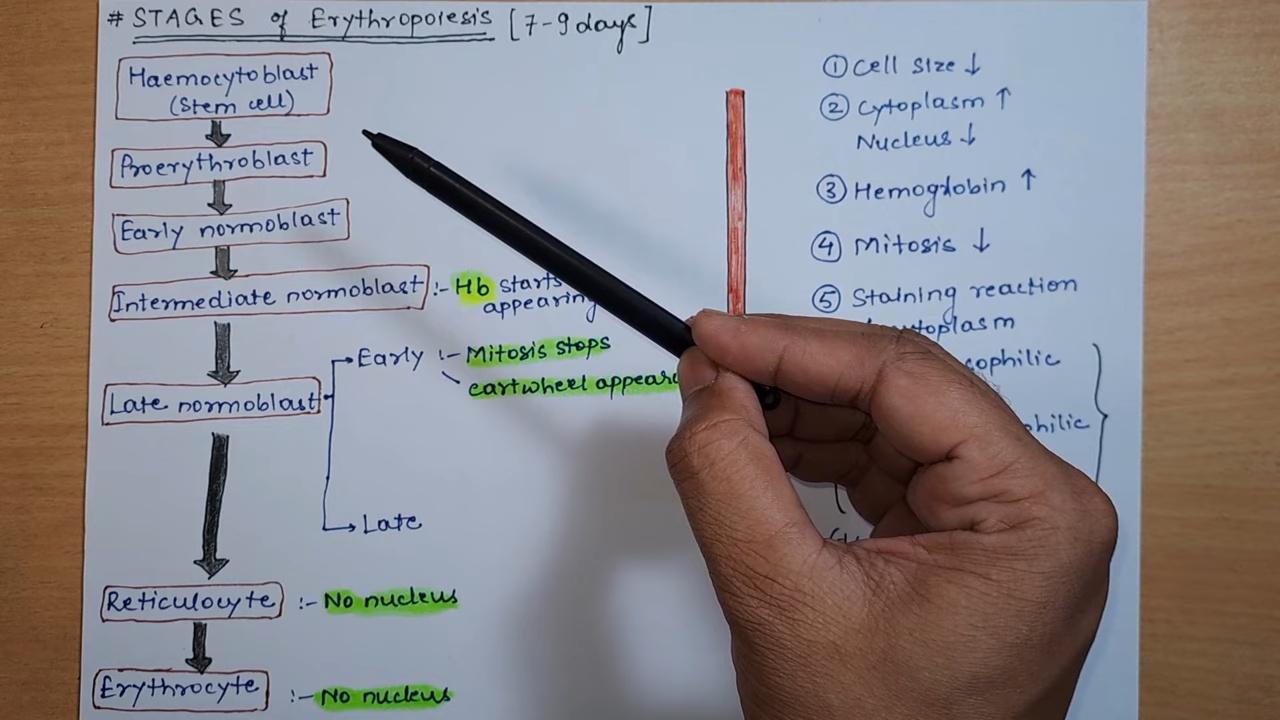 # STAGES of Erythropoiesis [7-9 days]
Haemocytoblast
(Stem cell)
Proerythroblast
Early normoblast
Intermediate normoblast :- Hb starts
appearing
Late normoblast
Early :- Mitosis stops
cartwheel appears
Late
Reticulocyte :- No nucleus
Erythrocyte :- No nucleus
① Cell size ↓
② Cytoplasm ↑
Nucleus ↓
③ Hemoglobin ↑
④ Mitosis ↓
⑤ Staining reaction